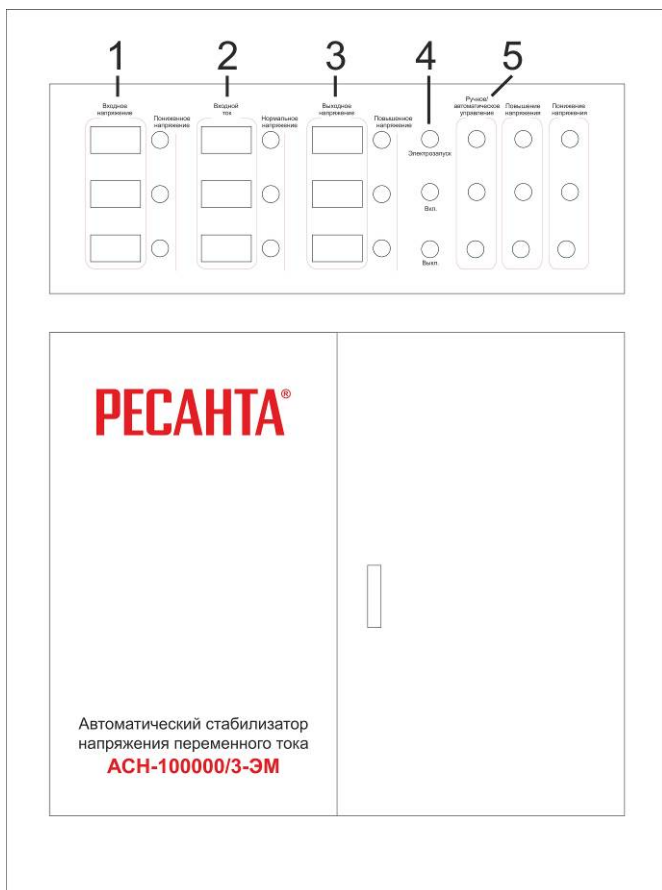 1
2
3
4
5
Входное
напряжение
Пониженное
напряжение
Входной
ток
Нормальное
напряжение
Выходное
напряжение
Повышенное
напряжение
Электрозапуск
Вкл.
Выкл.
Ручное/
автоматическое
управление
Повышение
напряжения
Понижение
напряжения
РЕСАНТА®
Автоматический стабилизатор
напряжения переменного тока
АСН-100000/3-ЭМ